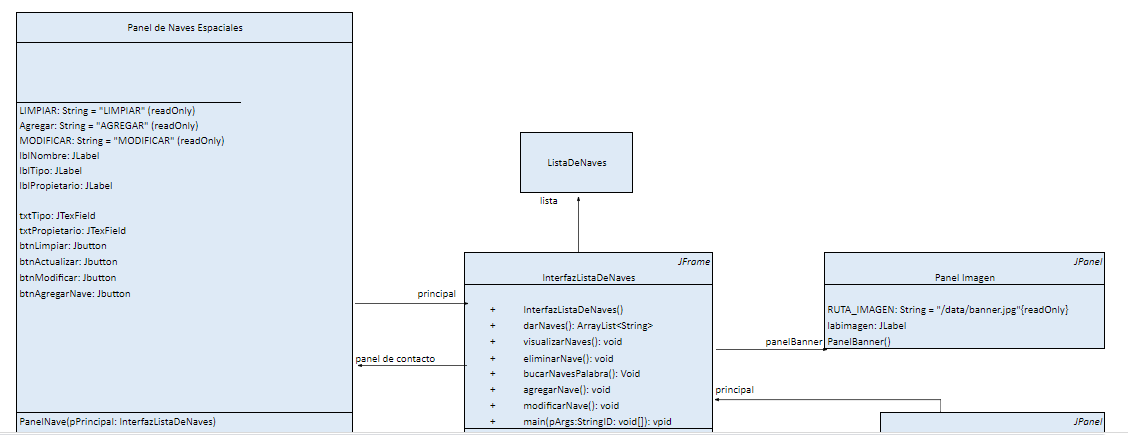 Panel de Naves Espaciales
LIMPIAR: String = "LIMPIAR" (readOnly)
Agregar: String = "AGREGAR" (readOnly)
MODIFICAR: String = "MODIFICAR" (readOnly)
lblNombre: JLabel
lblTipo: JLabel
lblPropietario: JLabel
txtTipo: JTexField
txtPropietario: JTexField
btnLimpiar: Jbutton
btnActualizar: Jbutton
btnModificar: Jbutton
btnAgregarNave: Jbutton
PanelNave(pPrincipal: InterfazListaDeNaves)
ListaDeNaves
lista
principal
panel de contacto
JFrame
InterfazListaDeNaves
+ InterfazListaDeNaves()
+ darNaves(): ArrayList<String>
+ visualizarNaves(): void
+ eliminarNave(): void
+ bucarNavesPalabra(): Void
+ agregarNave(): void
+ modificarNave(): void
+ main(pArgs:StringID: void[]): vpid
panelBanner
principal
JPanel
Panel Imagen
RUTA_IMAGEN: String = "/data/banner.jpg"{readOnly}
labimagen: JLabel
PanelBanner()
JPanel